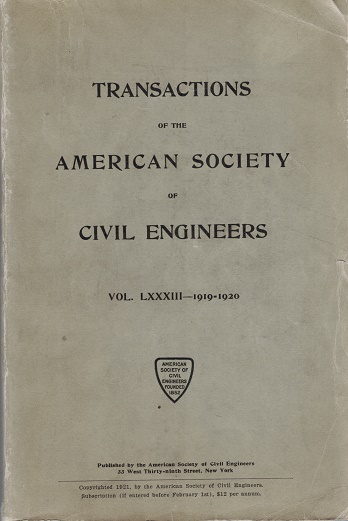 TRANSACTIONS
OF THE
AMERICAN SOCIETY
OF
CIVIL ENGINEERS
VOL. LXXXIII—1919-1920
AMERICAN
SOCIETY OF
CIVIL
ENGINEERS
FOUNDED
1852
Published by the American Society of Civil Engineers
33 West Thirty-ninth Street, New York
Copyrighted 1921, by the American Society of Civil Engineers.
Subscription (if entered before February 1st), $12 per annum.